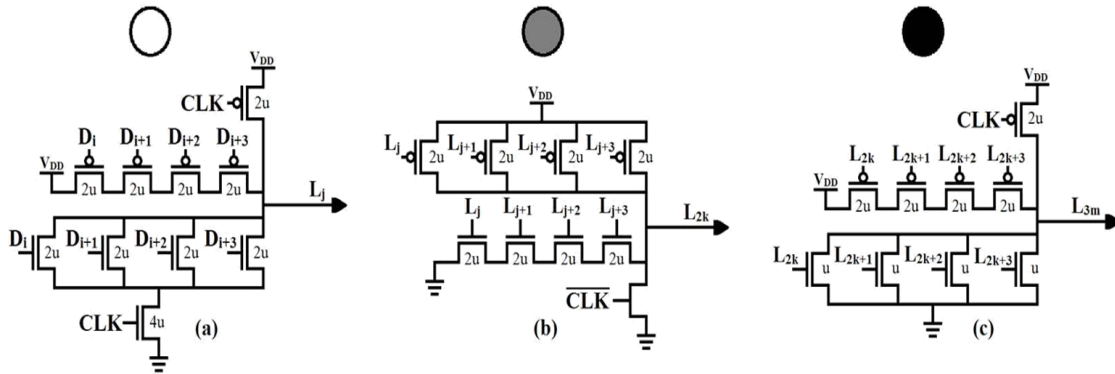 V_DD
CLK
2u
D_i D_i+1 D_i+2 D_i+3
V_DD
2u 2u 2u 2u
L_j
D_i D_i+1 D_i+2 D_i+3
2u 2u 2u 2u
CLK 4u
(a)
V_DD
L_j L_j+1 L_j+2 L_j+3
2u 2u 2u 2u
L_j L_j+1 L_j+2 L_j+3
L_2k
2u 2u 2u 2u
C̅L̅K̅
(b)
V_DD
CLK
2u
L_2k L_2k+1 L_2k+2 L_2k+3
V_DD
2u 2u 2u 2u
L_3m
L_2k L_2k+1 L_2k+2 L_2k+3
u u u u
(c)